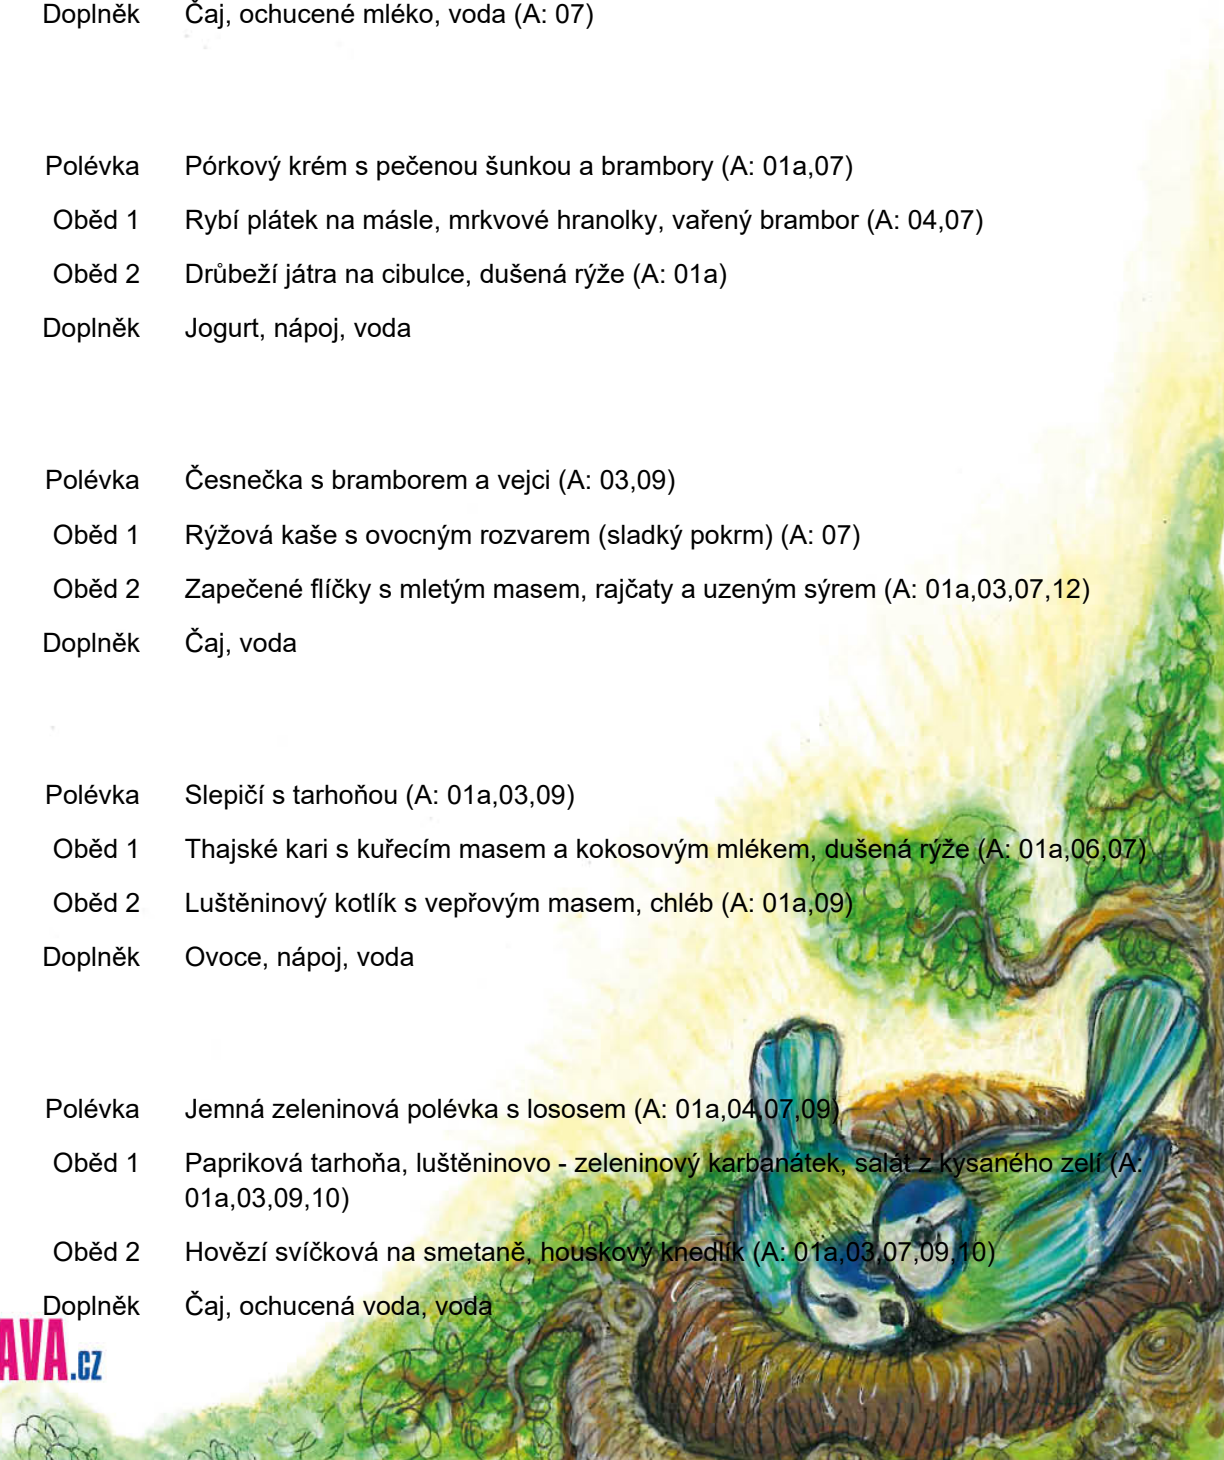 Doplněk Čaj, ochucené mléko, voda (A: 07)
Polévka Pórkový krém s pečenou šunkou a brambory (A: 01a,07)
Oběd 1 Rybí plátek na másle, mrkvové hranolky, vařený brambor (A: 04,07)
Oběd 2 Drůbeží játra na cibulce, dušená rýže (A: 01a)
Doplněk Jogurt, nápoj, voda
Polévka Česnečka s bramborem a vejci (A: 03,09)
Oběd 1 Rýžová kaše s ovocným rozvarem (sladký pokrm) (A: 07)
Oběd 2 Zapečené flíčky s mletým masem, rajčaty a uzeným sýrem (A: 01a,03,07,12)
Doplněk Čaj, voda
Polévka Slepičí s tarhoňou (A: 01a,03,09)
Oběd 1 Thajské kari s kuřecím masem a kokosovým mlékem, dušená rýže (A: 01a,06,07)
Oběd 2 Luštěninový kotlík s vepřovým masem, chléb (A: 01a,09)
Doplněk Ovoce, nápoj, voda
Polévka Jemná zeleninová polévka s lososem (A: 01a,04,07,09)
Oběd 1 Papriková tarhoňa, luštěninovo - zeleninový karbanátek, salát z kysaného zelí (A:
01a,03,09,10)
Oběd 2 Hovězí svíčková na smetaně, houskový knedlík (A: 01a,03,07,09,10)
Doplněk Čaj, ochucená voda, voda
AVA.cz